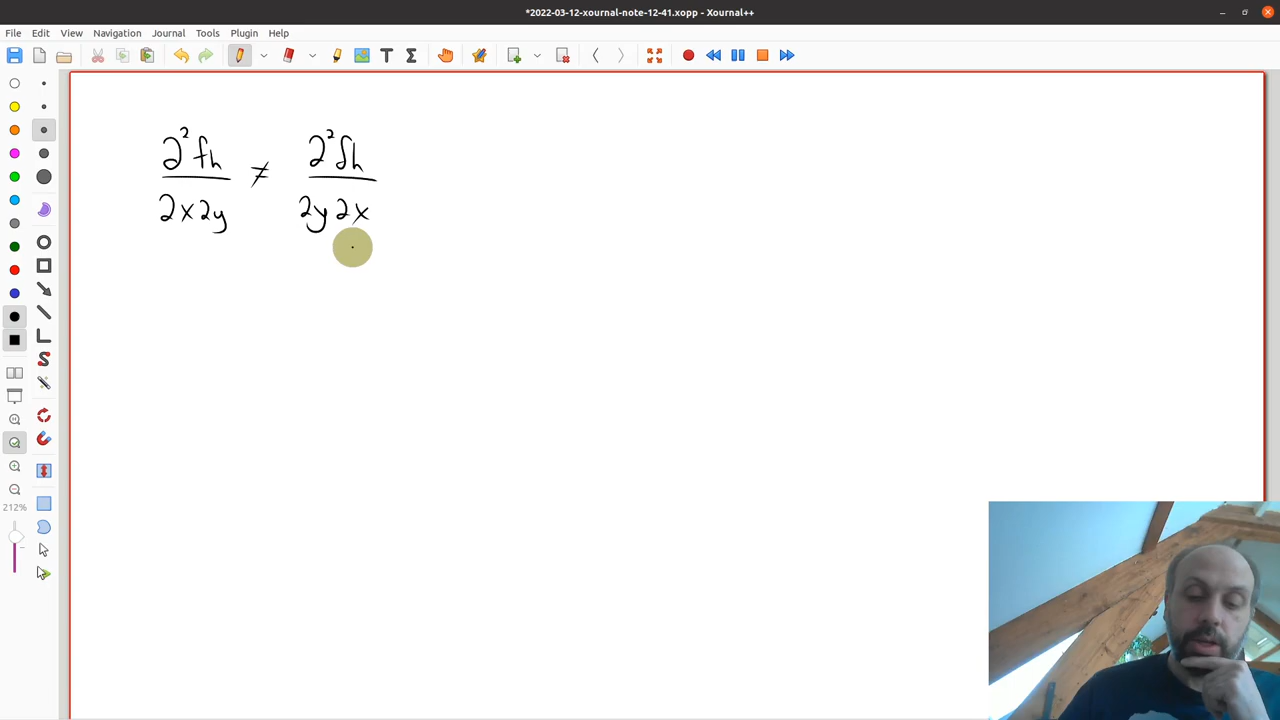 *2022-03-12-xournal-note-12-41.xopp - Xournal++
File Edit View Navigation Journal Tools Plugin Help
∂²fh / ∂x∂y ≠ ∂²fh / ∂y∂x
212%